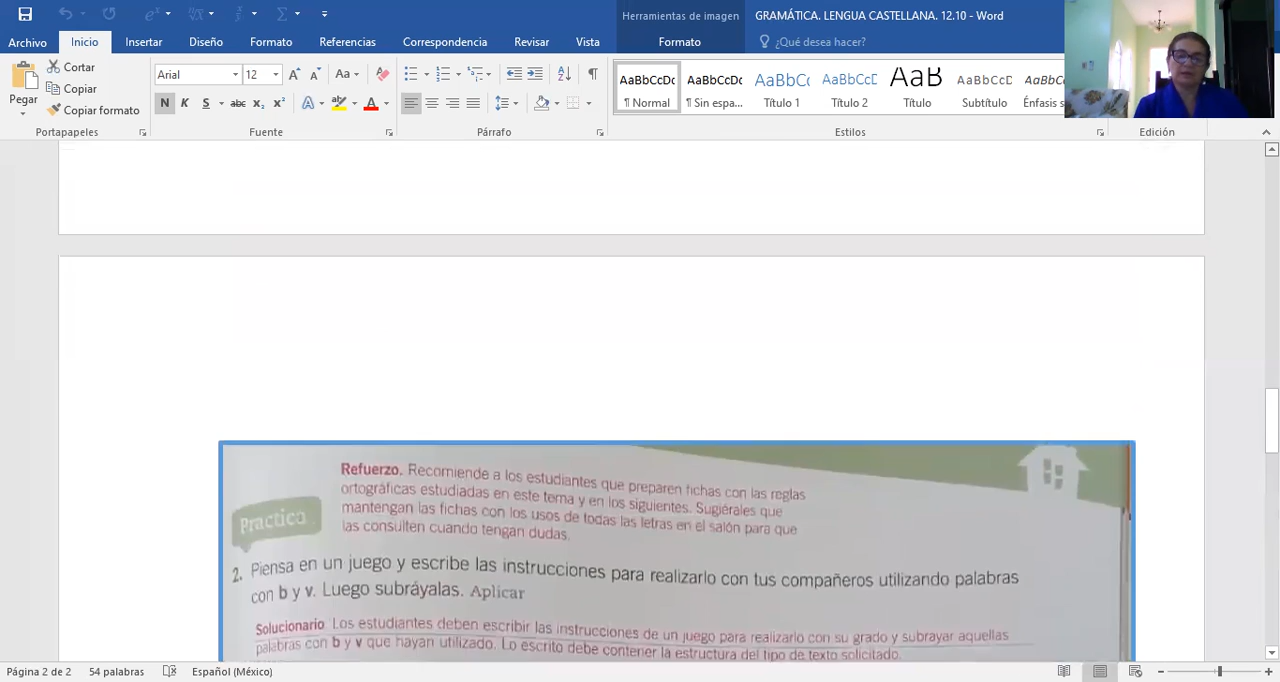 Herramientas de imagen
GRAMÁTICA. LENGUA CASTELLANA. 12.10 - Word
Archivo Inicio Insertar Diseño Formato Referencias Correspondencia Revisar Vista Formato ¿Qué desea hacer?
Pegar
Cortar
Copiar
Copiar formato
Portapapeles
Arial 12
Aa
N K S abc x₂ x² A ab A
Fuente
Párrafo
AaBbCcDc AaBbCcDc AaBbC( AaBbCcD AaB AaBbCcD AaBbCc
¶ Normal ¶ Sin espa... Título 1 Título 2 Título Subtítulo Énfasis s
Estilos
Edición
Refuerzo. Recomiende a los estudiantes que preparen fichas con las reglas
ortográficas estudiadas en este tema y en los siguientes. Sugiérales que
mantengan las fichas con los usos de todas las letras en el salón para que
las consulten cuando tengan dudas.
Practica
2. Piensa en un juego y escribe las instrucciones para realizarlo con tus compañeros utilizando palabras
con b y v. Luego subráyalas. Aplicar
Solucionario. Los estudiantes deben escribir las instrucciones de un juego para realizarlo con su grado y subrayar aquellas
palabras con b y v que hayan utilizado. Lo escrito debe contener la estructura del tipo de texto solicitado.
Página 2 de 2 54 palabras Español (México)